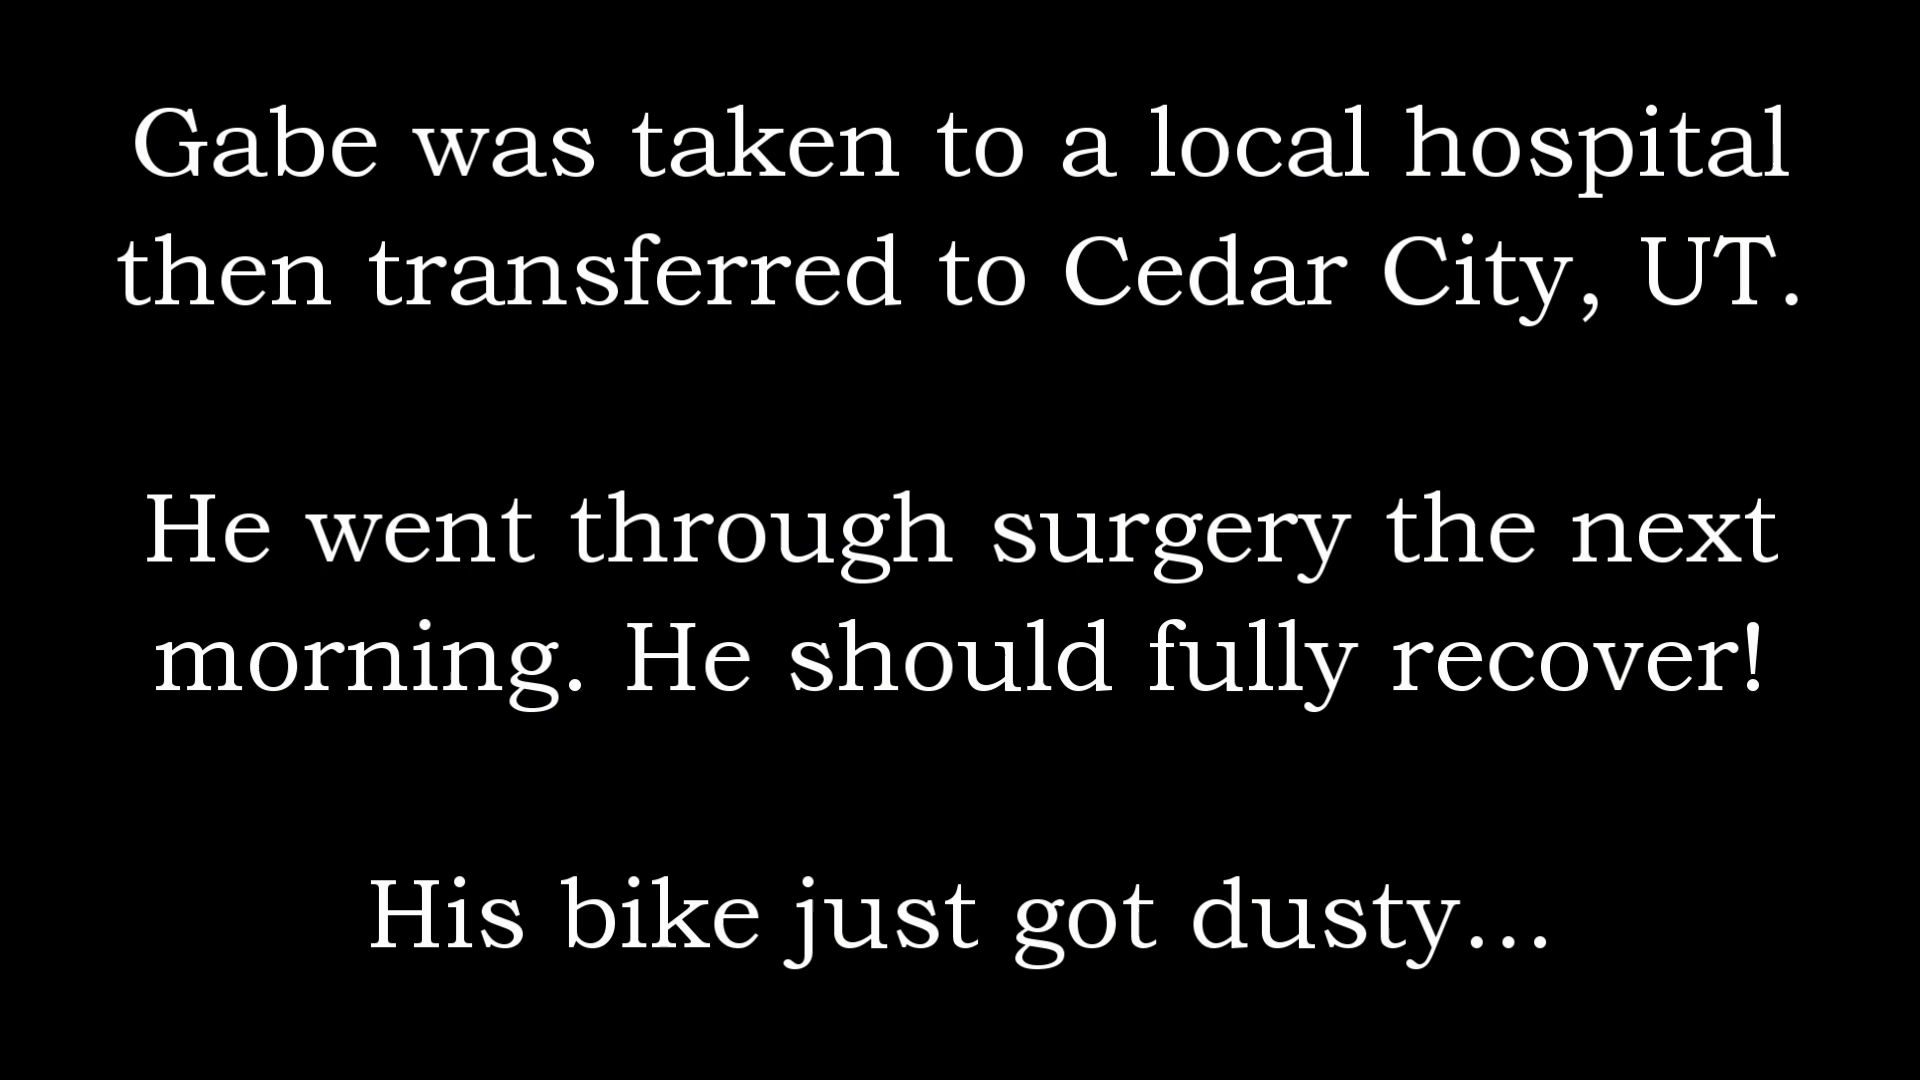 Gabe was taken to a local hospital
then transferred to Cedar City, UT.
He went through surgery the next
morning. He should fully recover!
His bike just got dusty...